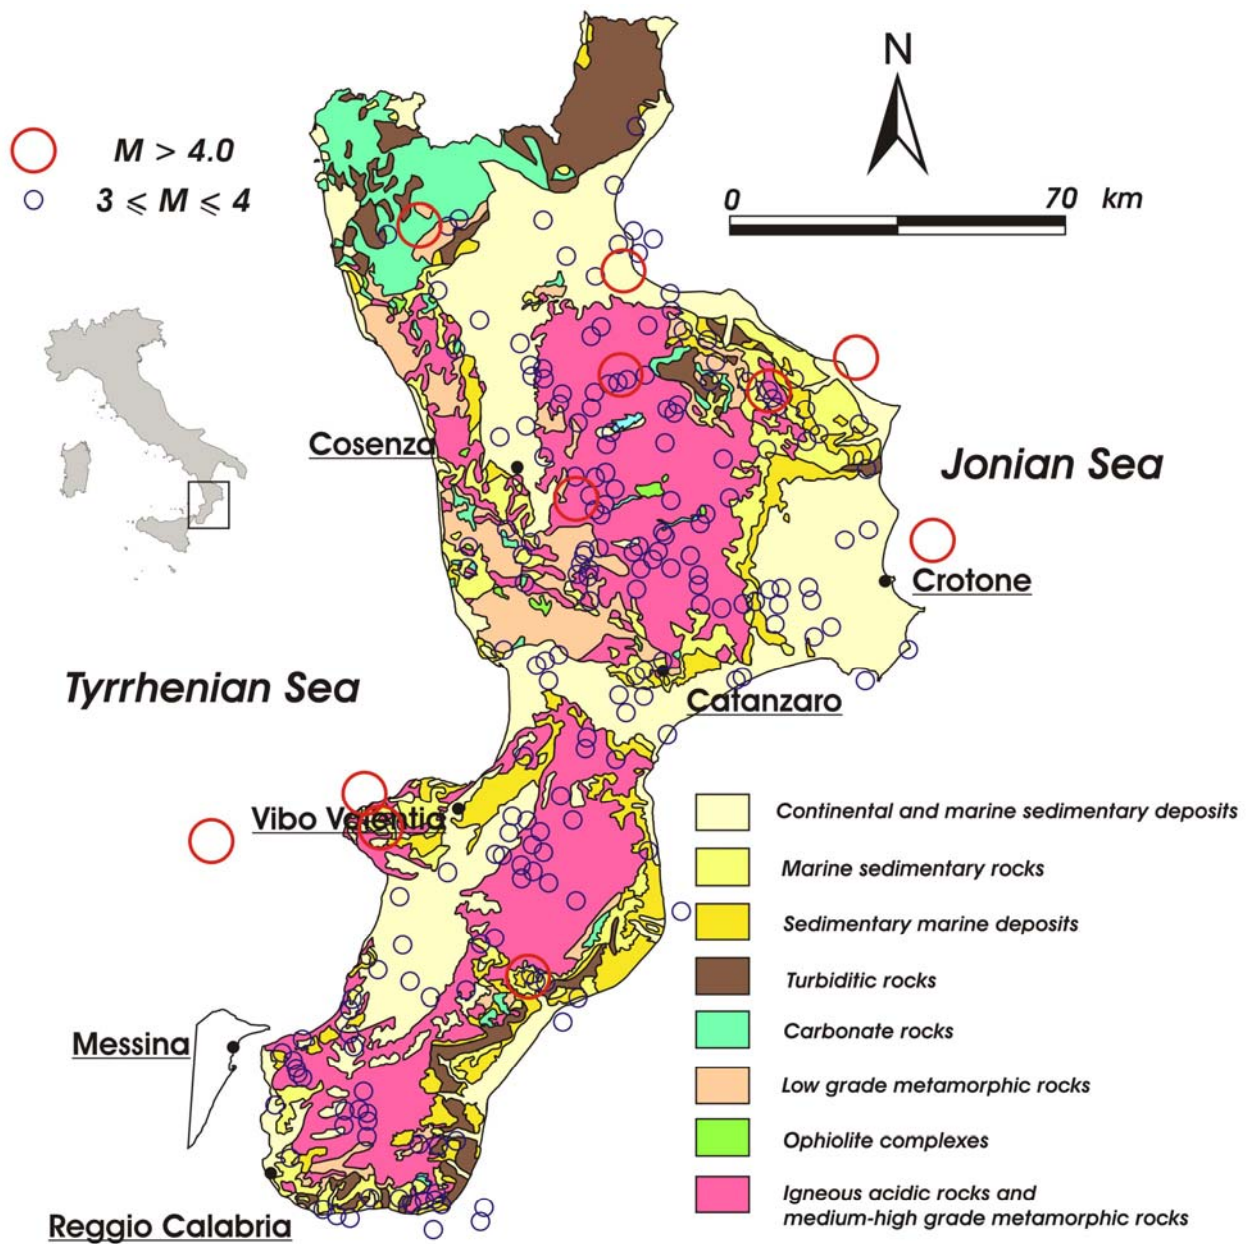 N
M > 4.0
3 ⩽ M ⩽ 4
0 70 km
Cosenza
Jonian Sea
Crotone
Tyrrhenian Sea
Catanzaro
Vibo Valentia
Continental and marine sedimentary deposits
Marine sedimentary rocks
Sedimentary marine deposits
Turbiditic rocks
Carbonate rocks
Messina
Low grade metamorphic rocks
Ophiolite complexes
Igneous acidic rocks and
medium-high grade metamorphic rocks
Reggio Calabria